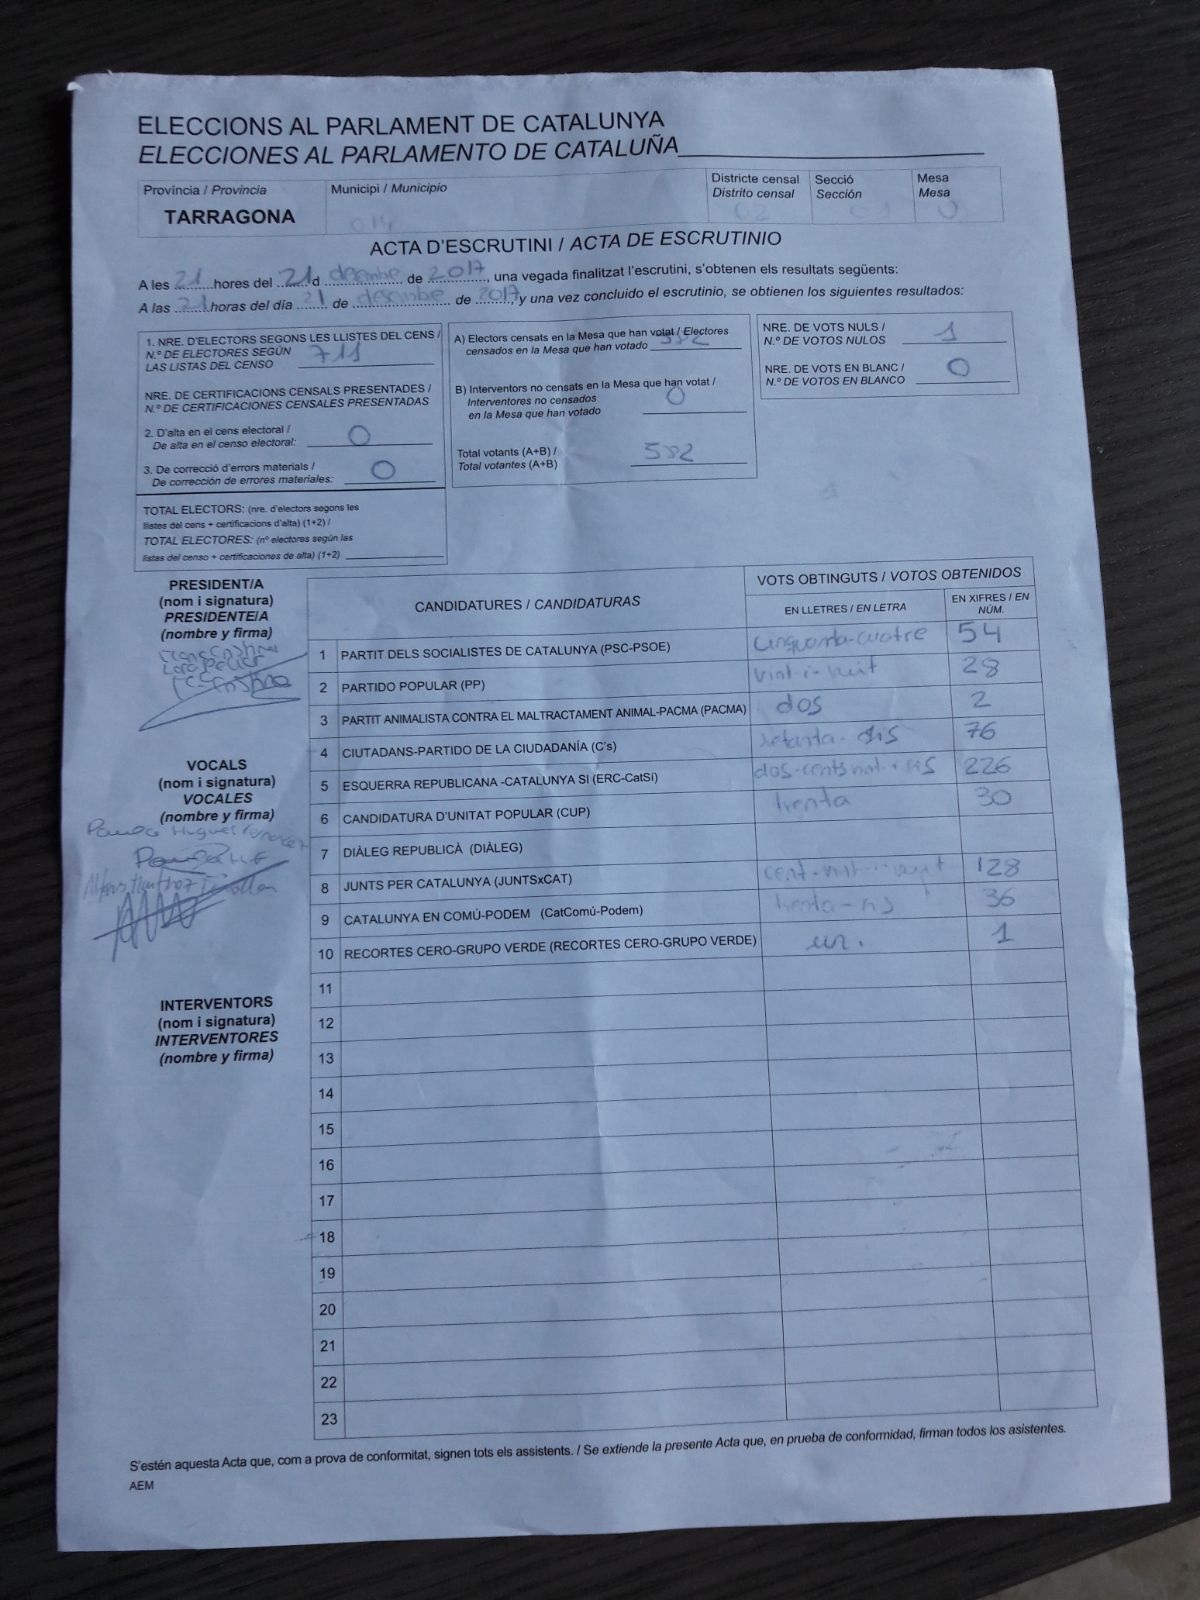 ELECCIONS AL PARLAMENT DE CATALUNYA
ELECCIONES AL PARLAMENTO DE CATALUÑA
Província / Provincia
TARRAGONA
Municipi / Municipio
014
Districte censal
Distrito censal
02
Secció
Sección
Mesa
Mesa
U
ACTA D'ESCRUTINI / ACTA DE ESCRUTINIO
A les 21 hores del 21 d desembre de 2017, una vegada finalitzat l'escrutini, s'obtenen els resultats següents:
A las 21 horas del día 21 de desembre de 2017, y una vez concluido el escrutinio, se obtienen los siguientes resultados:
1. NRE. D'ELECTORS SEGONS LES LLISTES DEL CENS /
N.º DE ELECTORES SEGÚN
LAS LISTAS DEL CENSO 711
NRE. DE CERTIFICACIONS CENSALS PRESENTADES /
N.º DE CERTIFICACIONES CENSALES PRESENTADAS
2. D'alta en el cens electoral /
De alta en el censo electoral: 0
3. De correcció d'errors materials /
De corrección de errores materiales: 0
TOTAL ELECTORS: (nre. d'electors segons les
llistes del cens + certificacions d'alta) (1+2) /
TOTAL ELECTORES: (nº electores según las
listas del censo + certificaciones de alta) (1+2)
A) Electors censats en la Mesa que han votat / Electores
censados en la Mesa que han votado 582
B) Interventors no censats en la Mesa que han votat /
Interventores no censados
en la Mesa que han votado 0
Total votants (A+B) /
Total votantes (A+B) 582
NRE. DE VOTS NULS /
N.º DE VOTOS NULOS 1
NRE. DE VOTS EN BLANC /
N.º DE VOTOS EN BLANCO 0
PRESIDENT/A
(nom i signatura)
PRESIDENTE/A
(nombre y firma)
VOCALS
(nom i signatura)
VOCALES
(nombre y firma)
INTERVENTORS
(nom i signatura)
INTERVENTORES
(nombre y firma)
CANDIDATURES / CANDIDATURAS
VOTS OBTINGUTS / VOTOS OBTENIDOS
EN LLETRES / EN LETRA
EN XIFRES / EN
NÚM.
1 PARTIT DELS SOCIALISTES DE CATALUNYA (PSC-PSOE) cinquanta-cuatre 54
2 PARTIDO POPULAR (PP) vint-i-vuit 28
3 PARTIT ANIMALISTA CONTRA EL MALTRACTAMENT ANIMAL-PACMA (PACMA) dos 2
4 CIUTADANS-PARTIDO DE LA CIUDADANÍA (C's) setanta-sis 76
5 ESQUERRA REPUBLICANA -CATALUNYA SI (ERC-CatSí) dos-cents vint-i-sis 226
6 CANDIDATURA D'UNITAT POPULAR (CUP) trenta 30
7 DIÀLEG REPUBLICÀ (DIÀLEG)
8 JUNTS PER CATALUNYA (JUNTSxCAT) cent-vint-i-vuit 128
9 CATALUNYA EN COMÚ-PODEM (CatComú-Podem) trenta-sis 36
10 RECORTES CERO-GRUPO VERDE (RECORTES CERO-GRUPO VERDE) un. 1
11
12
13
14
15
16
17
18
19
20
21
22
23
S'estén aquesta Acta que, com a prova de conformitat, signen tots els assistents. / Se extiende la presente Acta que, en prueba de conformidad, firman todos los asistentes.
AEM